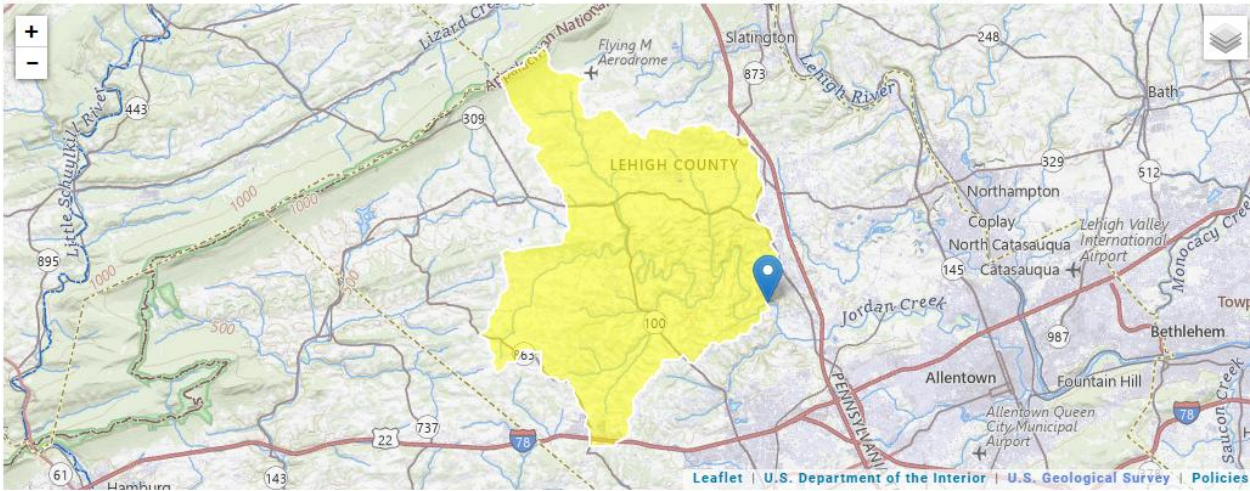 +
−
Lizard Creek
Appalachian National
Flying M
Aerodrome
Slatington
873
248
Lehigh River
Bath
443
309
Little Schuylkill River
1000
1000
LEHIGH COUNTY
329
512
Northampton
Coplay
Lehigh Valley
International
Airport
North Catasauqua
Catasauqua
145
Monocacy Creek
895
1000
500
Jordan Creek
100
987
Bethlehem
863
Allentown
Fountain Hill
PENNSYLVANI
Allentown Queen
City Municipal
Airport
78
Saucon Creek
737
22
78
61
143
Hamburg
Leaflet | U.S. Department of the Interior | U.S. Geological Survey | Policies